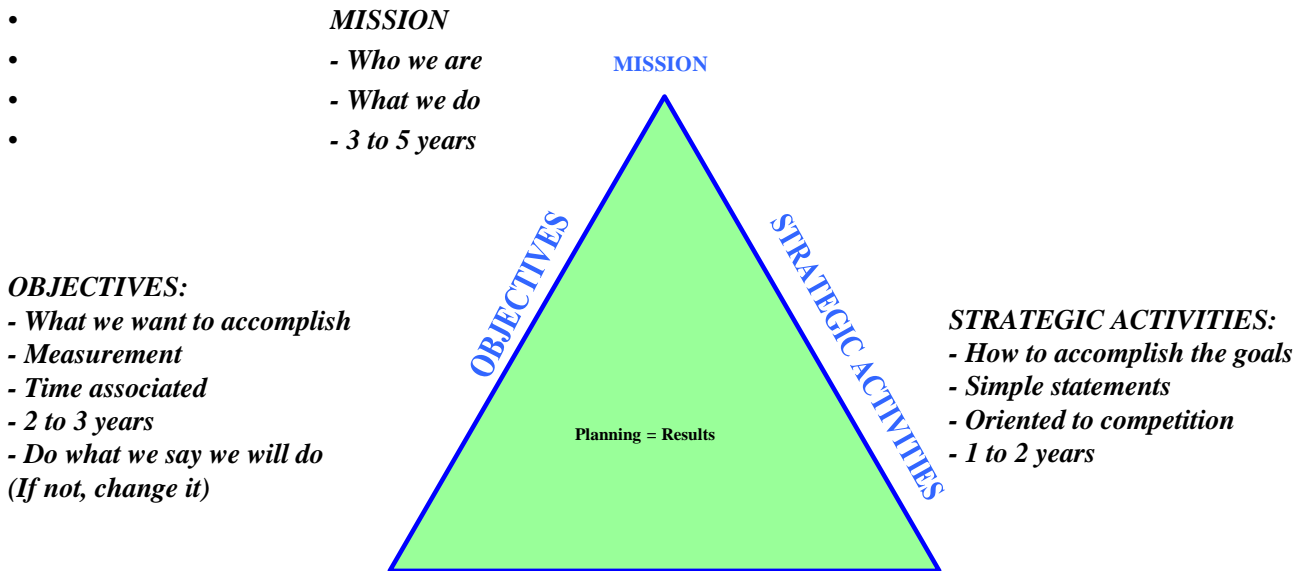 • MISSION
• - Who we are
• - What we do
• - 3 to 5 years
MISSION
OBJECTIVES
STRATEGIC ACTIVITIES
OBJECTIVES:
- What we want to accomplish
- Measurement
- Time associated
- 2 to 3 years
- Do what we say we will do
(If not, change it)
Planning = Results
STRATEGIC ACTIVITIES:
- How to accomplish the goals
- Simple statements
- Oriented to competition
- 1 to 2 years